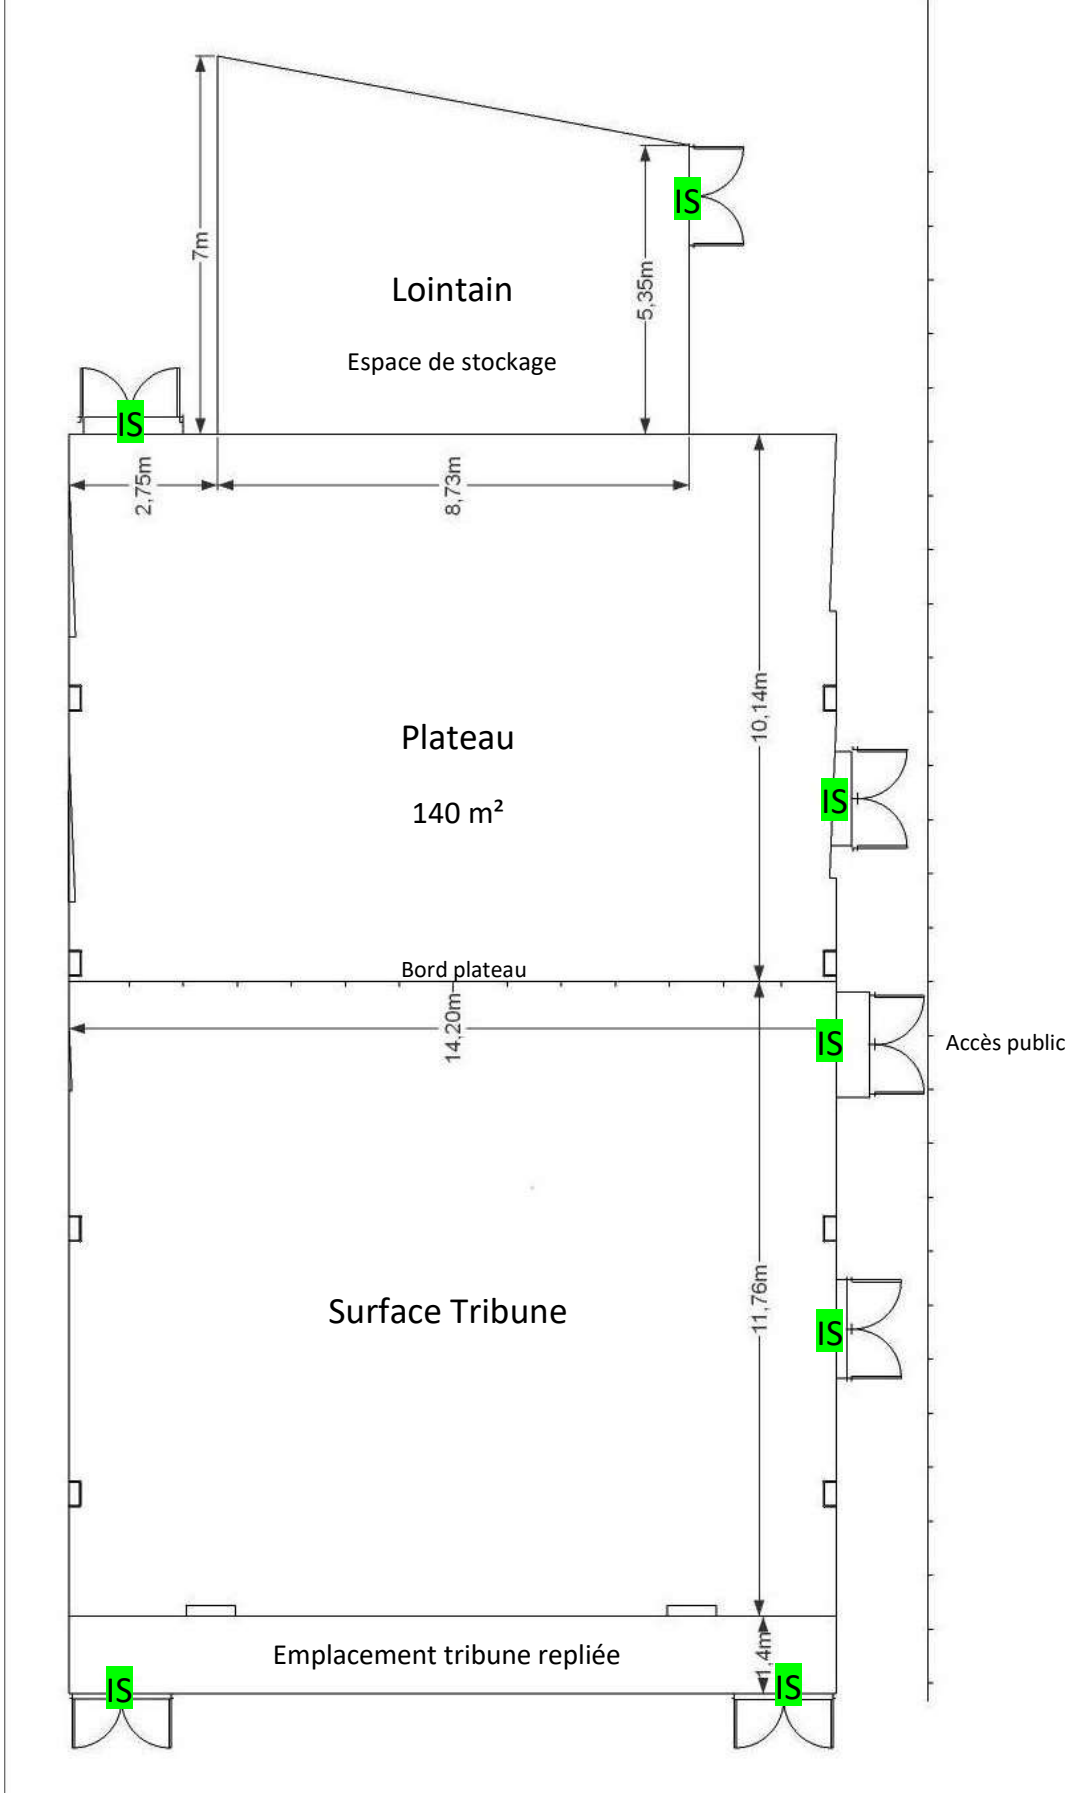 7m
IS
5,35m
Lointain
Espace de stockage
IS
2,75m
8,73m
10,14m
Plateau
140 m²
IS
Bord plateau
14,20m
IS
Accès public
11,76m
Surface Tribune
IS
Emplacement tribune repliée
1,4m
IS
IS